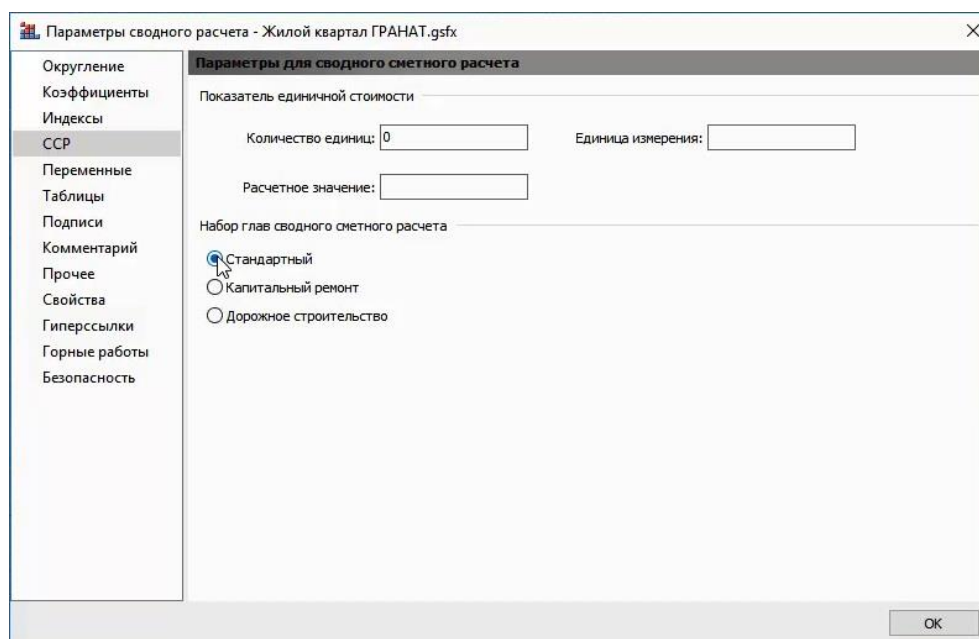 Параметры сводного расчета - Жилой квартал ГРАНАТ.gsfx
Округление
Коэффициенты
Индексы
ССР
Переменные
Таблицы
Подписи
Комментарий
Прочее
Свойства
Гиперссылки
Горные работы
Безопасность
Параметры для сводного сметного расчета
Показатель единичной стоимости
Количество единиц: 0 Единица измерения:
Расчетное значение:
Набор глав сводного сметного расчета
Стандартный
Капитальный ремонт
Дорожное строительство
ОК